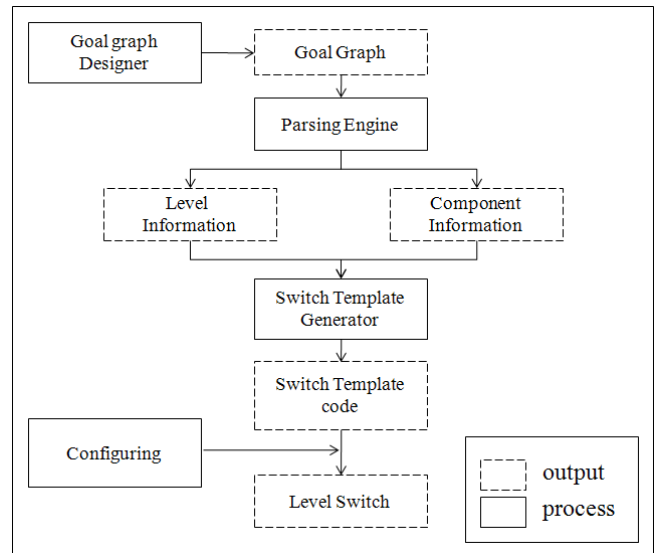 Goal graph
Designer
Goal Graph
Parsing Engine
Level
Information
Component
Information
Switch Template
Generator
Switch Template
code
Configuring
Level Switch
output
process